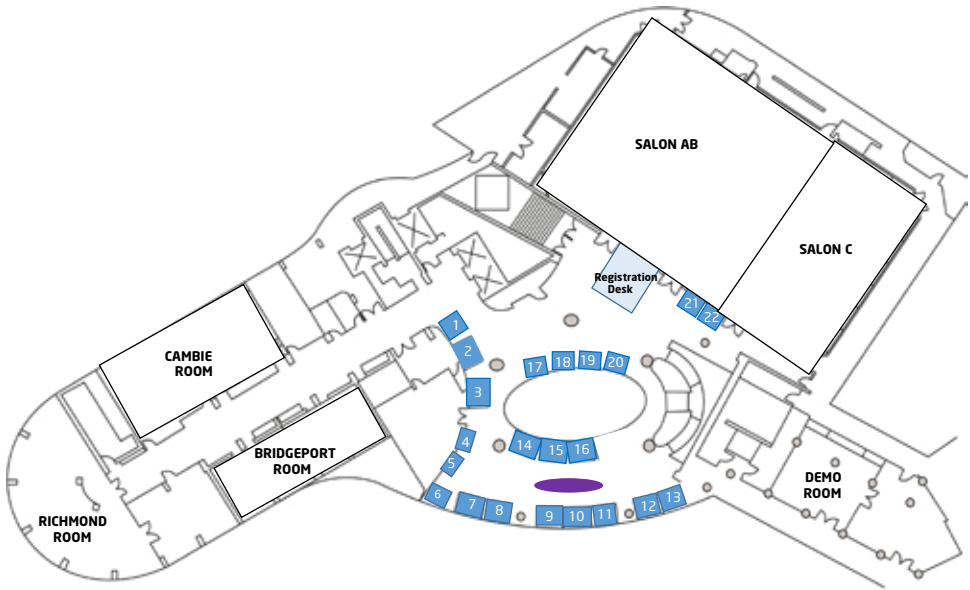 SALON AB
SALON C
Registration
Desk
21
22
1
2
3
17
18
19
20
CAMBIE
ROOM
4
5
6
14
15
16
BRIDGEPORT
ROOM
7
8
9
10
11
12
13
DEMO
ROOM
RICHMOND
ROOM